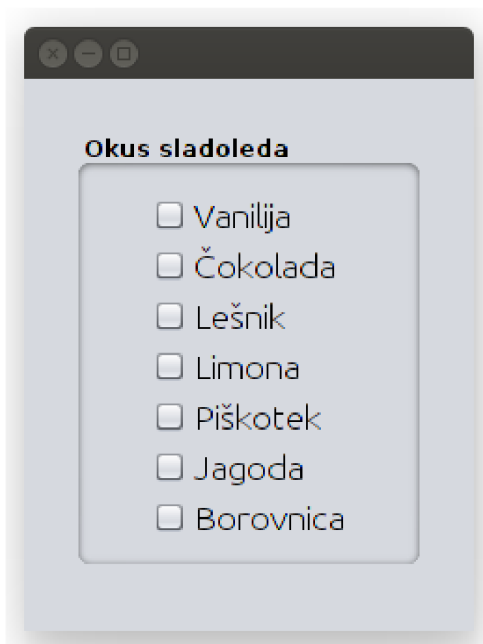 Okus sladoleda
Vanilija
Čokolada
Lešnik
Limona
Piškotek
Jagoda
Borovnica